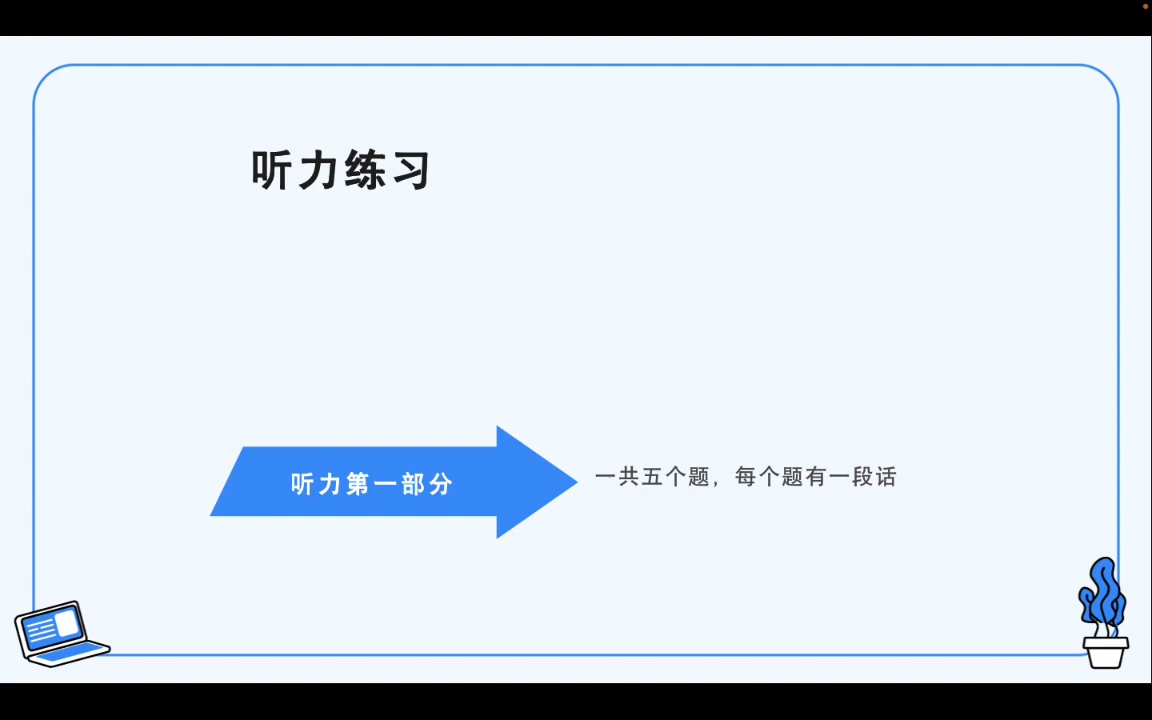 听力练习
听力第一部分
一共五个题，每个题有一段话